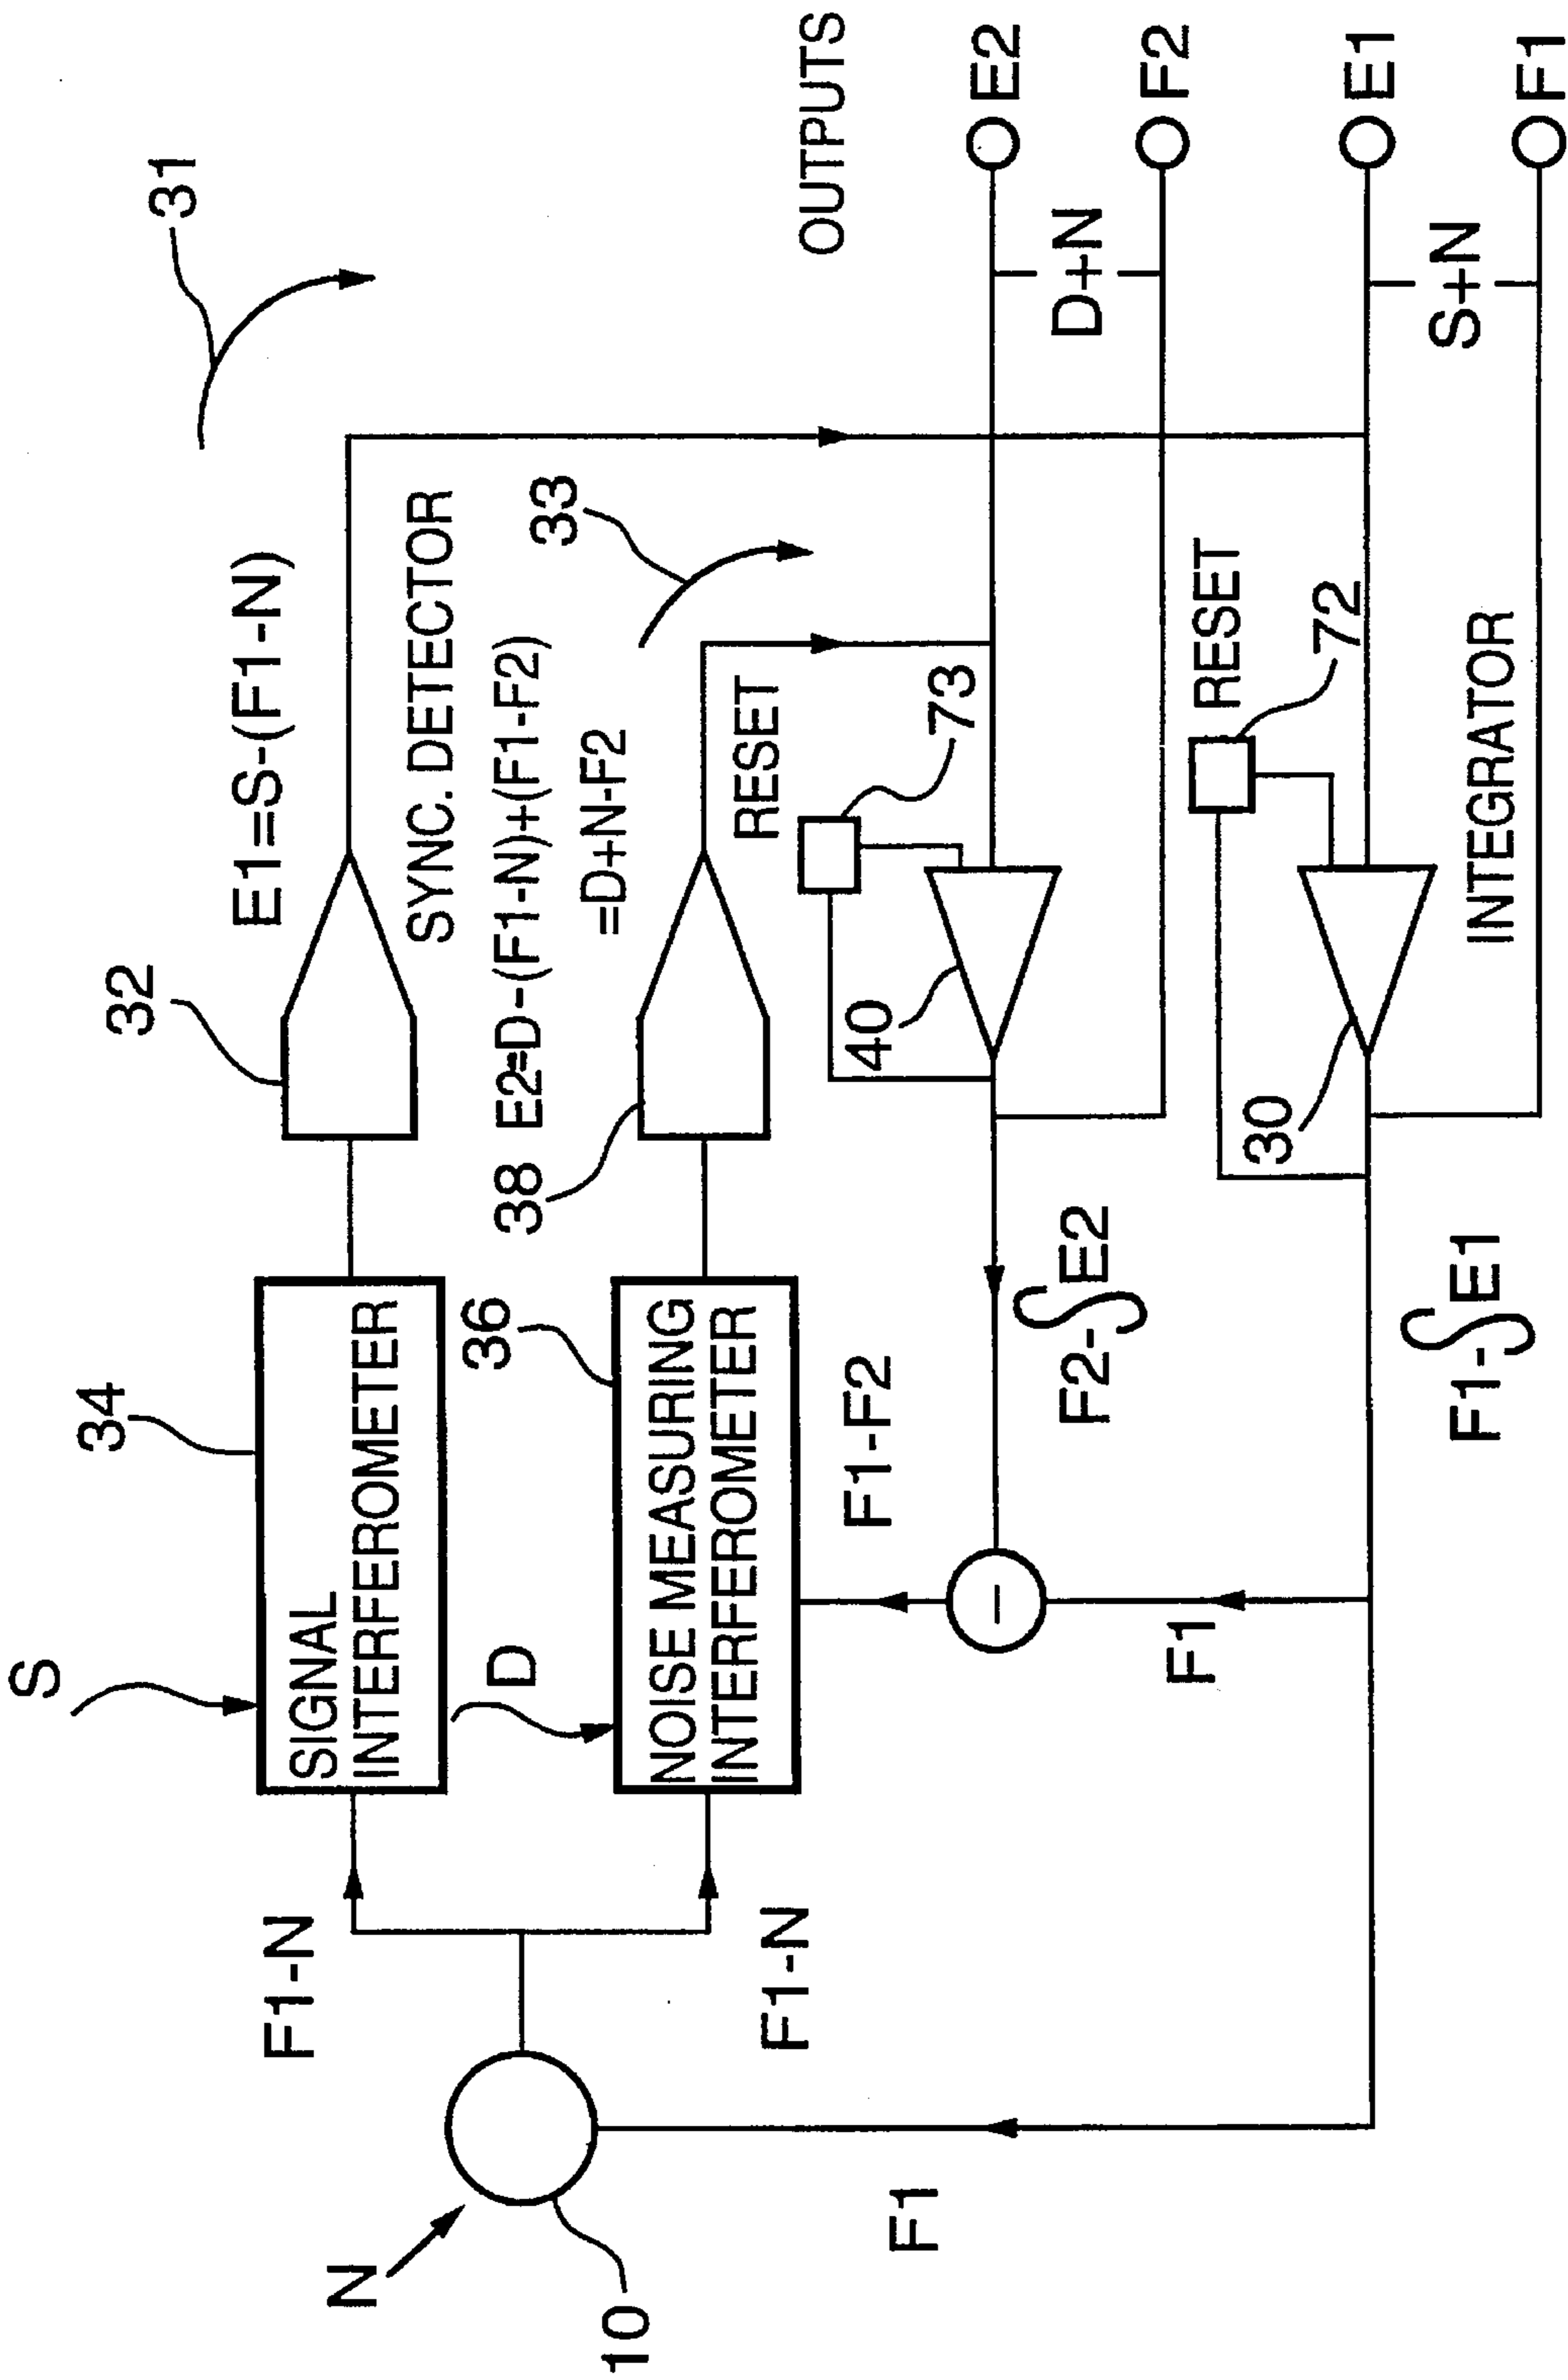 31
OUTPUTS
E2
F2
E1
F1
D+N
S+N
E1=S-(F1-N)
SYNC. DETECTOR
32
33
E2=D-(F1-N)+(F1-F2)
=D+N-F2
38
RESET
73
40
RESET
72
30
INTEGRATOR
34
S
SIGNAL
INTERFEROMETER
36
D
NOISE MEASURING
INTERFEROMETER
F1-F2
F2-∫E2
F1
F1-∫E1
F1-N
F1-N
N
10
F1